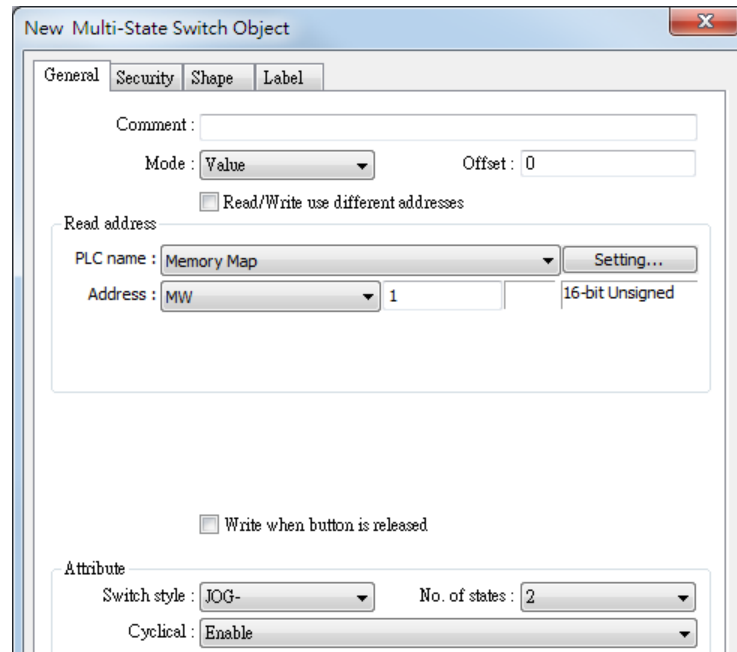 New Multi-State Switch Object
General Security Shape Label
Comment :
Mode : Value Offset : 0
Read/Write use different addresses
Read address
PLC name : Memory Map Setting...
Address : MW 1 16-bit Unsigned
Write when button is released
Attribute
Switch style : JOG- No. of states : 2
Cyclical : Enable